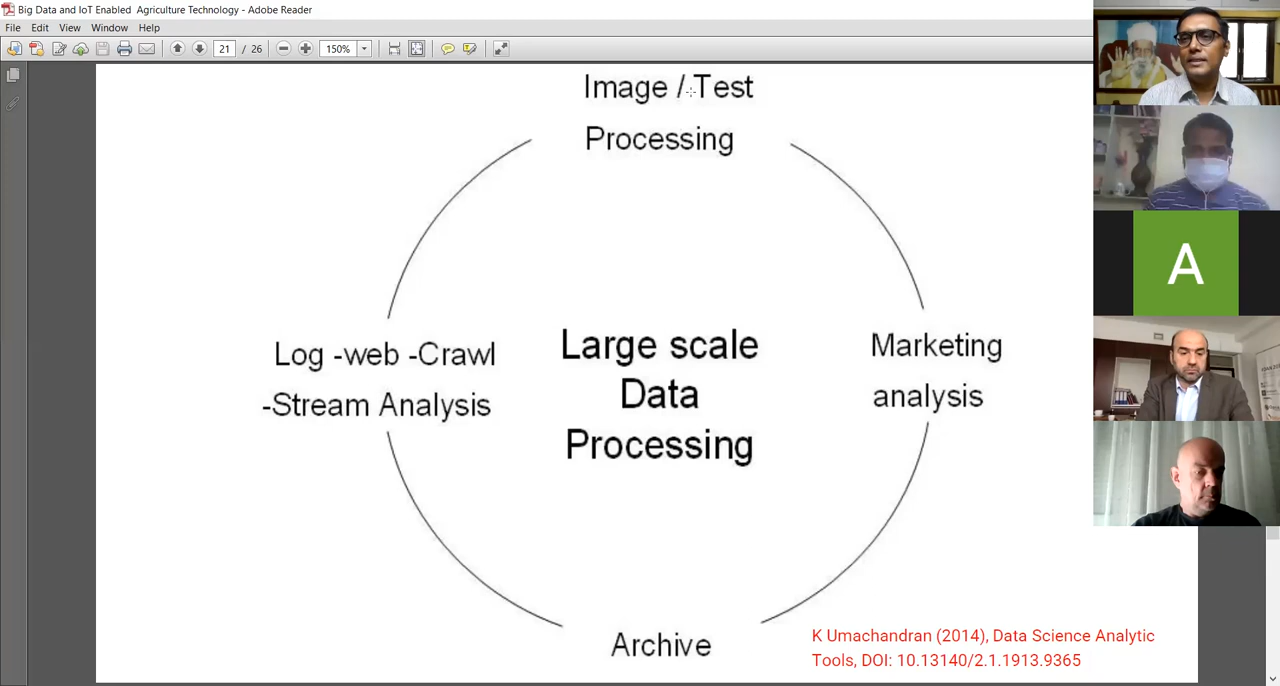 Big Data and IoT Enabled Agriculture Technology - Adobe Reader
File Edit View Window Help
21 / 26 150%
Image / Test
Processing
Log -web -Crawl
-Stream Analysis
Large scale
Data
Processing
Marketing
analysis
Archive
K Umachandran (2014), Data Science Analytic
Tools, DOI: 10.13140/2.1.1913.9365
A